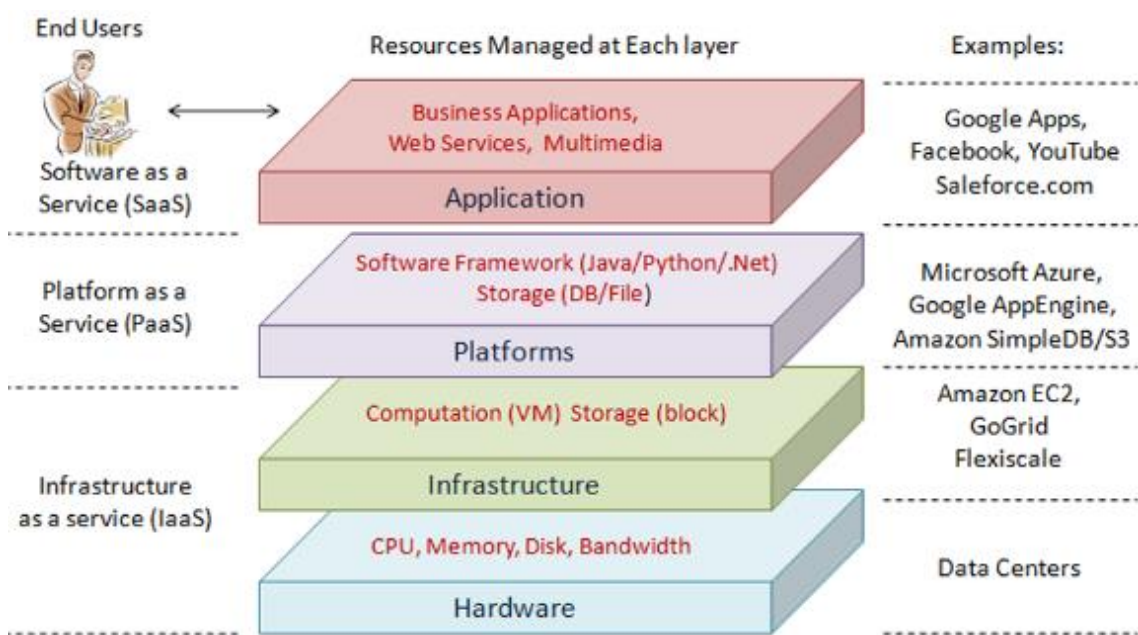 End Users
Resources Managed at Each layer
Examples:
Business Applications,
Web Services, Multimedia
Application
Software as a
Service (SaaS)
Google Apps,
Facebook, YouTube
Saleforce.com
Software Framework (Java/Python/.Net)
Storage (DB/File)
Platforms
Platform as a
Service (PaaS)
Microsoft Azure,
Google AppEngine,
Amazon SimpleDB/S3
Computation (VM) Storage (block)
Infrastructure
Amazon EC2,
GoGrid
Flexiscale
Infrastructure
as a service (IaaS)
CPU, Memory, Disk, Bandwidth
Hardware
Data Centers